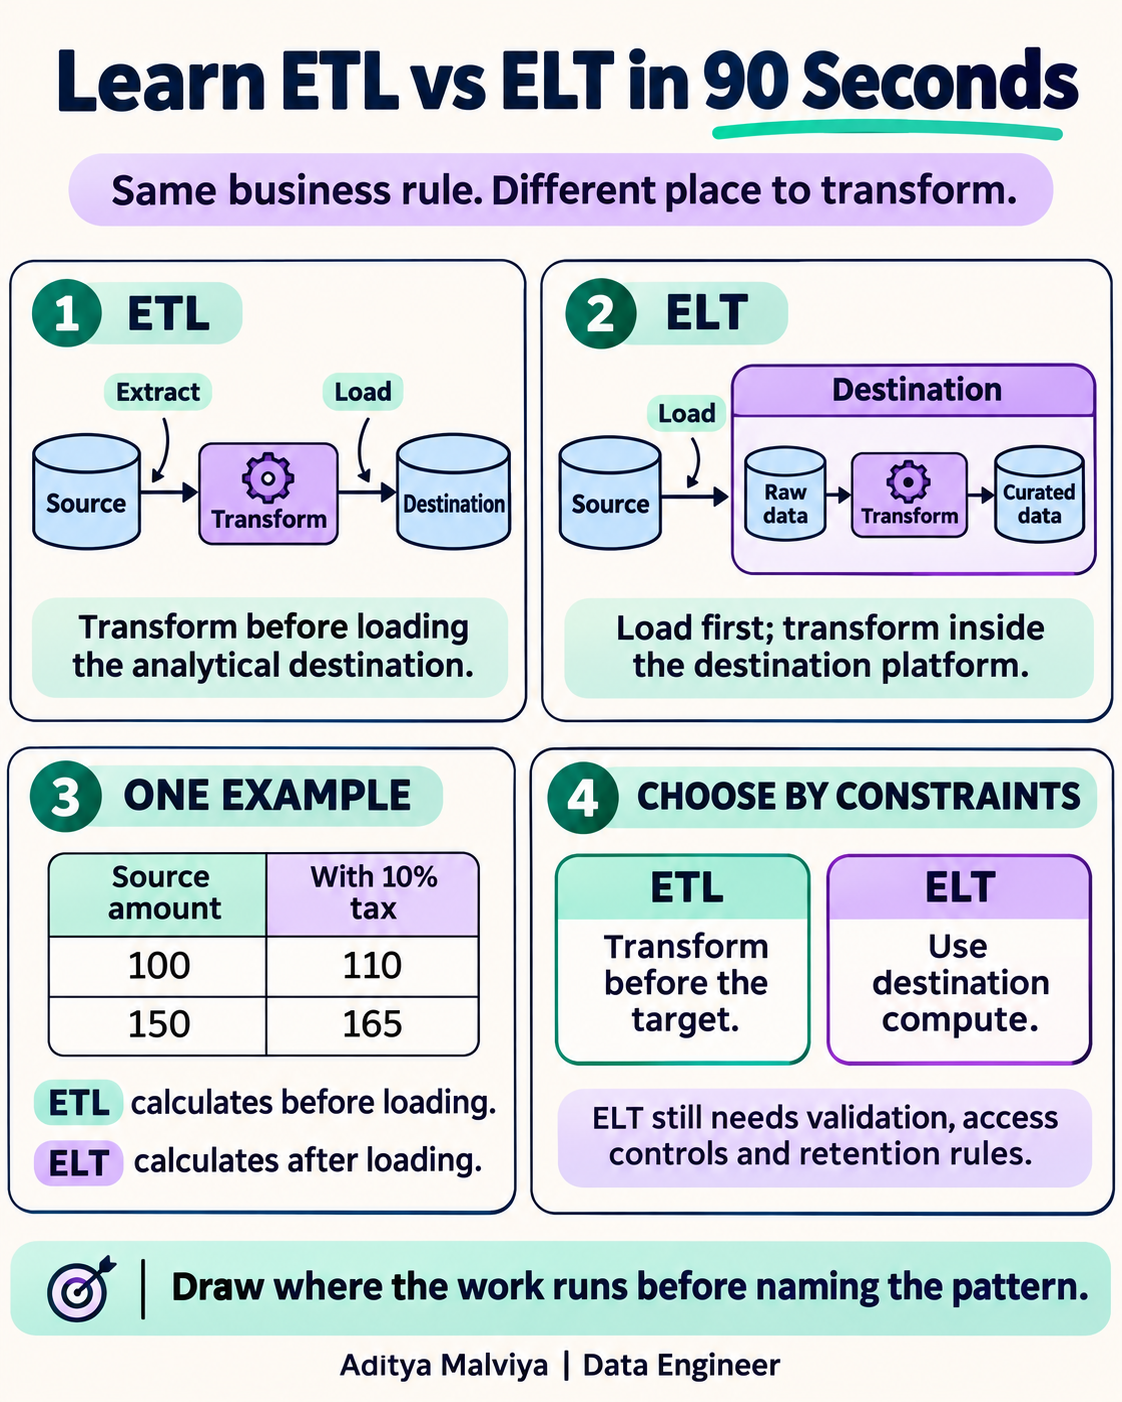 Learn ETL vs ELT in 90 Seconds
Same business rule. Different place to transform.
1 ETL
Extract
Load
Source
Transform
Destination
Transform before loading
the analytical destination.
2 ELT
Load
Destination
Source
Raw
data
Transform
Curated
data
Load first; transform inside
the destination platform.
3 ONE EXAMPLE
Source
amount
With 10%
tax
100 110
150 165
ETL calculates before loading.
ELT calculates after loading.
4 CHOOSE BY CONSTRAINTS
ETL
Transform
before the
target.
ELT
Use
destination
compute.
ELT still needs validation, access
controls and retention rules.
Draw where the work runs before naming the pattern.
Aditya Malviya | Data Engineer